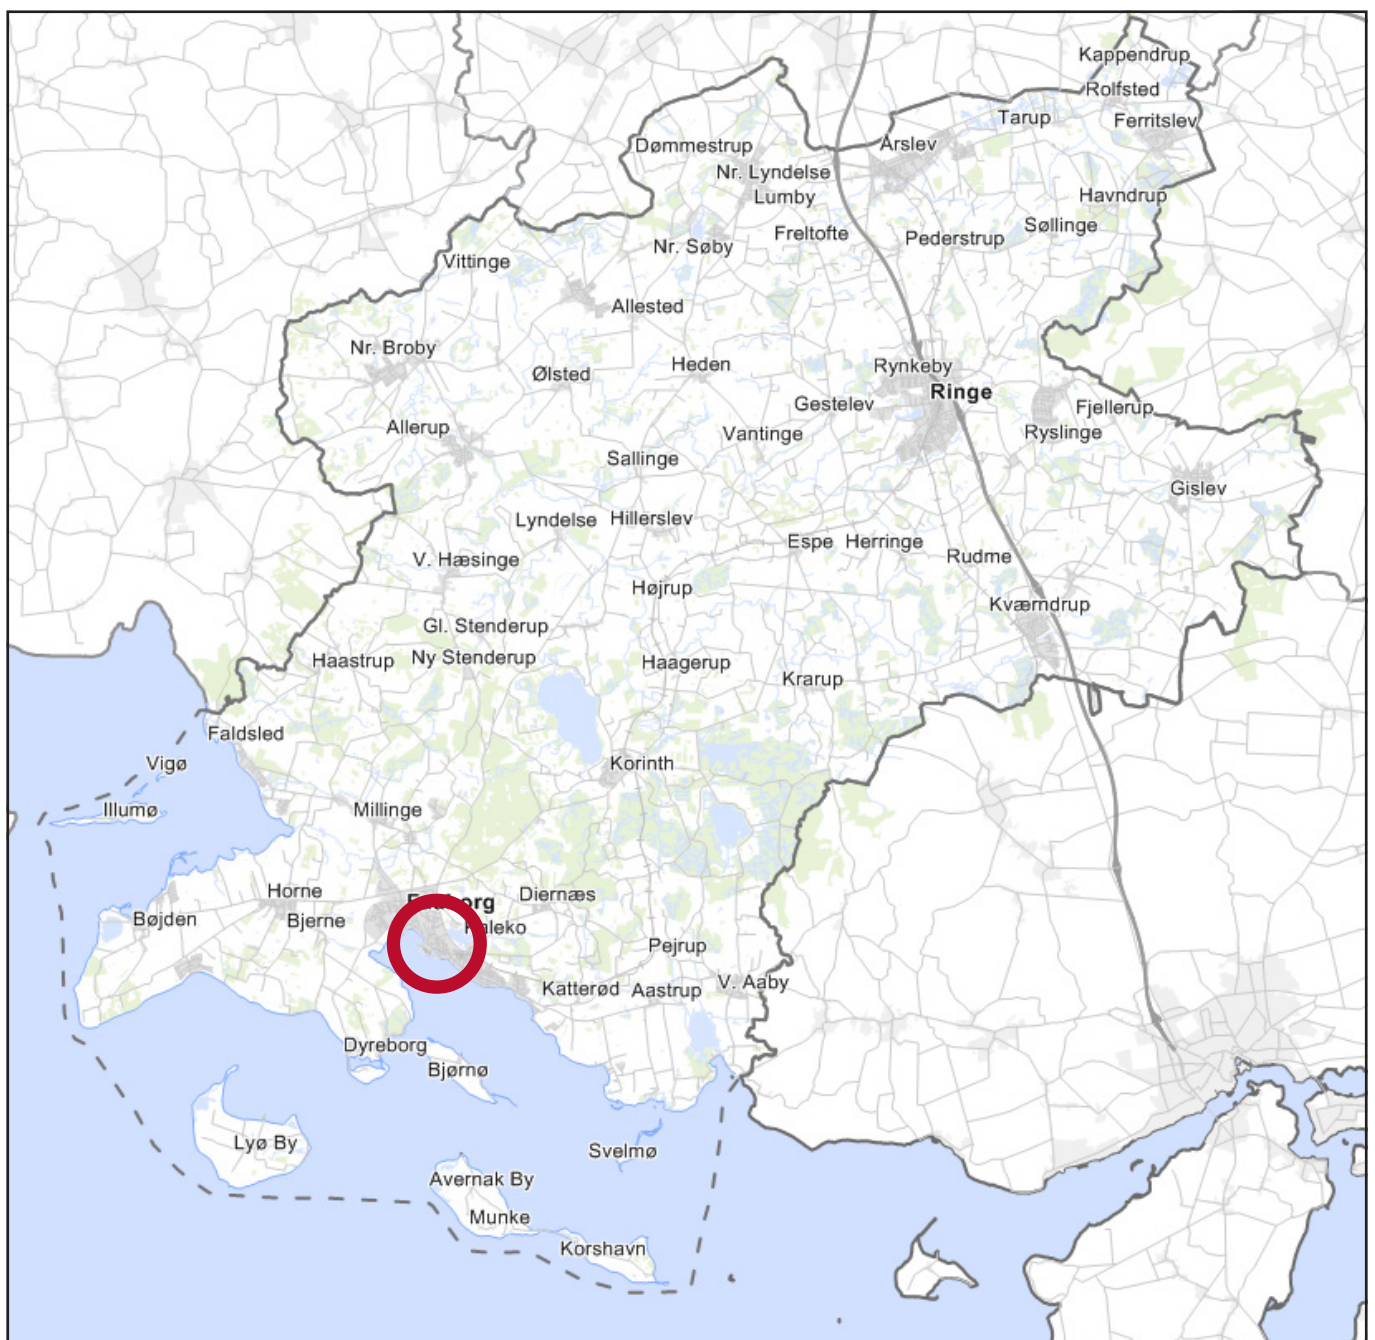 Kappendrup
Rolfsted
Tarup
Ferritslev
Dømmestrup
Årslev
Nr. Lyndelse
Lumby
Havndrup
Freltofte
Søllinge
Pederstrup
Nr. Søby
Vittinge
Allested
Nr. Broby
Heden
Rynkeby
Ølsted
Ringe
Gestelev
Fjellerup
Allerup
Vantinge
Ryslinge
Sallinge
Gislev
Lyndelse
Hillerslev
Espe
Herringe
V. Hæsinge
Rudme
Højrup
Kværndrup
Gl. Stenderup
Haastrup
Ny Stenderup
Haagerup
Krarup
Faldsled
Vigø
Korinth
Illumø
Millinge
Horne
Diernæs
Bøjden
Bjerne
Pejrup
V. Aaby
Katterød
Aastrup
Dyreborg
Bjørnø
Lyø By
Svelmø
Avernak By
Munke
Korshavn